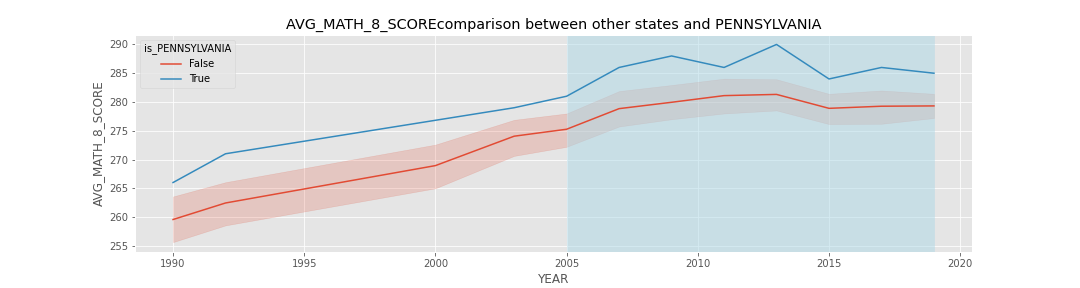 AVG_MATH_8_SCOREcomparison between other states and PENNSYLVANIA
is_PENNSYLVANIA
False
True
AVG_MATH_8_SCORE
290
285
280
275
270
265
260
255
1990
1995
2000
2005
2010
2015
2020
YEAR